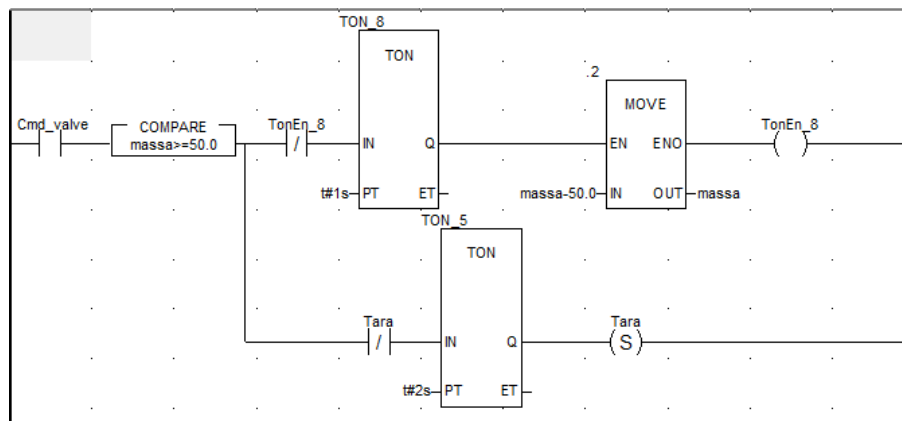 TON_8
TON
.2
MOVE
Cmd_valve
COMPARE
massa>=50.0
TonEn_8
/
IN
Q
EN
ENO
TonEn_8
t#1s
PT
ET
massa-50.0
IN
OUT
massa
TON_5
TON
Tara
/
IN
Q
Tara
S
t#2s
PT
ET